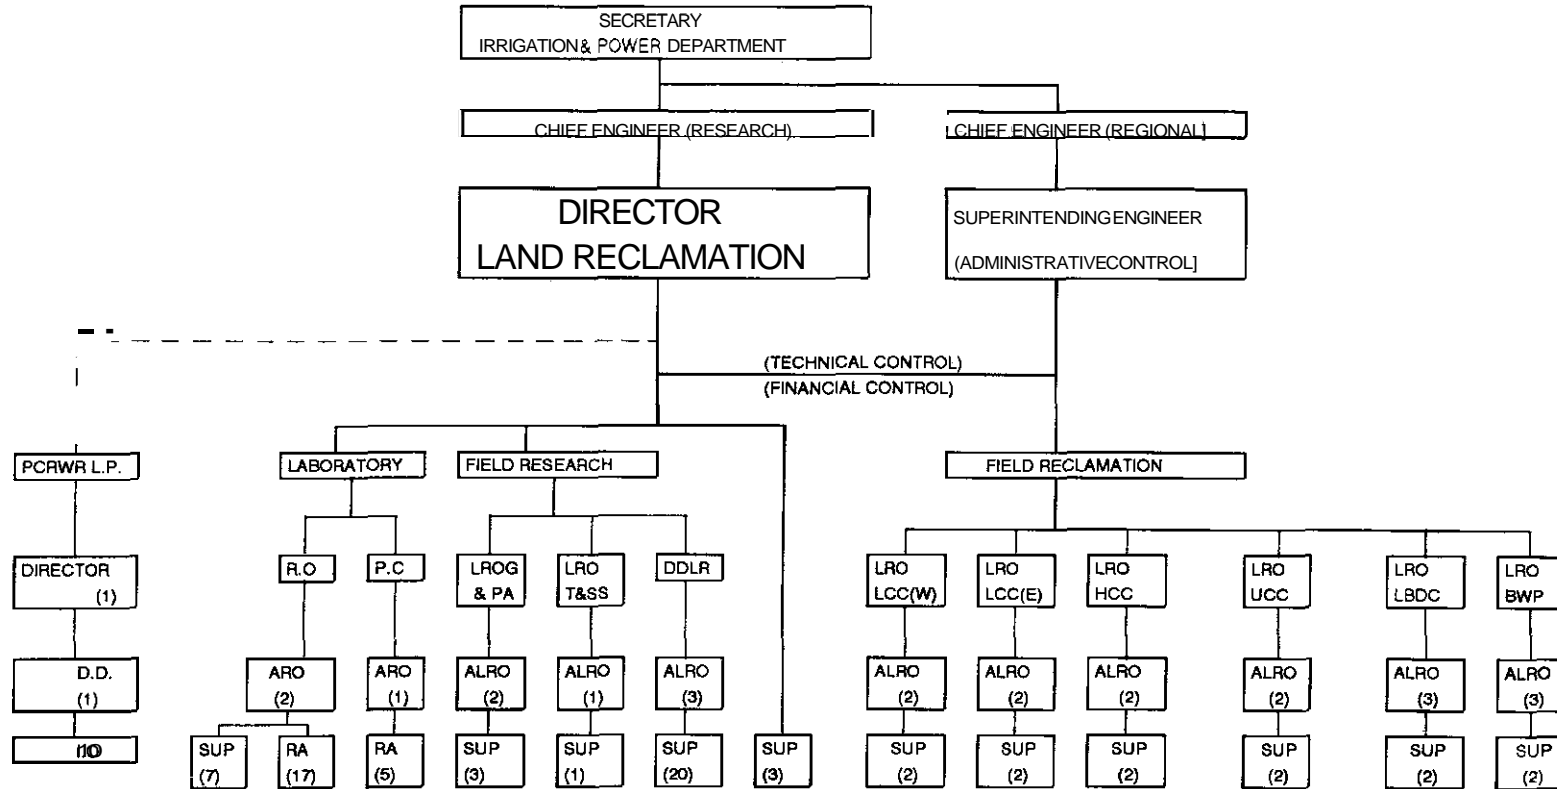 SECRETARY
IRRIGATION & POWER DEPARTMENT
CHIEF ENGINEER (RESEARCH)
CHIEF ENGINEER (REGIONAL]
DIRECTOR
LAND RECLAMATION
SUPERINTENDING ENGINEER
(ADMINISTRATIVE CONTROL]
(TECHNICAL CONTROL)
(FINANCIAL CONTROL)
PCRWR L.P.
LABORATORY
FIELD RESEARCH
FIELD RECLAMATION
DIRECTOR
(1)
R.O
P.C
LROG
& PA
LRO
T&SS
DDLR
LRO
LCC(W)
LRO
LCC(E)
LRO
HCC
LRO
UCC
LRO
LBDC
LRO
BWP
D.D.
(1)
ARO
(2)
ARO
(1)
ALRO
(2)
ALRO
(1)
ALRO
(3)
ALRO
(2)
ALRO
(2)
ALRO
(2)
ALRO
(2)
ALRO
(3)
ALRO
(3)
SUP
(7)
RA
(17)
RA
(5)
SUP
(3)
SUP
(1)
SUP
(20)
SUP
(3)
SUP
(2)
SUP
(2)
SUP
(2)
SUP
(2)
SUP
(2)
SUP
(2)